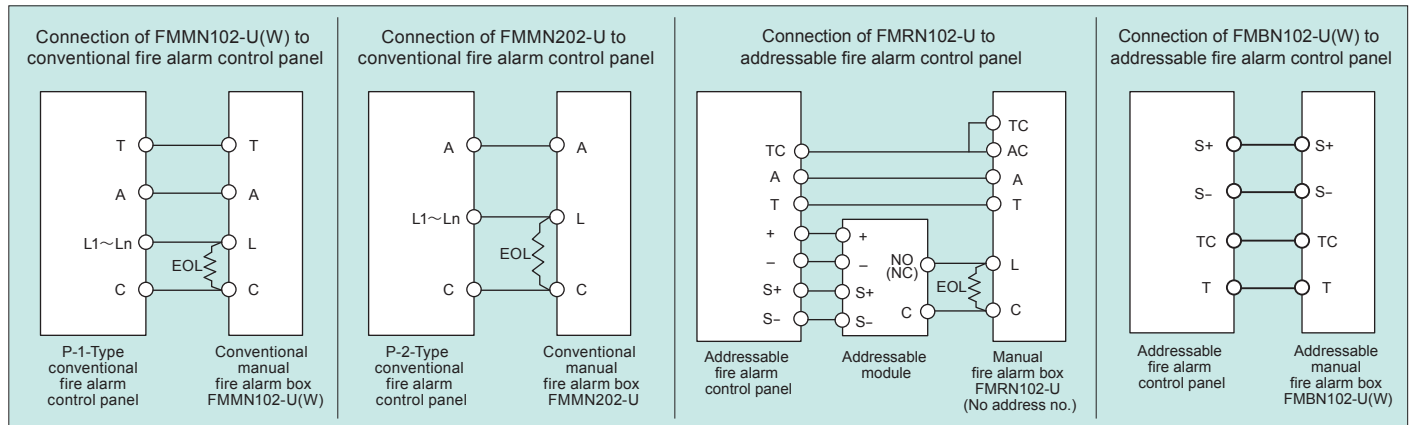 Connection of FMMN102-U(W) to
conventional fire alarm control panel
T
T
A
A
L1～Ln
L
EOL
C
C
P-1-Type
conventional
fire alarm
control panel
Conventional
manual
fire alarm box
FMMN102-U(W)
Connection of FMMN202-U to
conventional fire alarm control panel
A
A
L1～Ln
L
EOL
C
C
P-2-Type
conventional
fire alarm
control panel
Conventional
manual
fire alarm box
FMMN202-U
Connection of FMRN102-U to
addressable fire alarm control panel
TC
TC
AC
A
A
T
T
+
+
–
–
NO
(NC)
L
EOL
S+
S+
C
C
S–
S–
Addressable
fire alarm
control panel
Addressable
module
Manual
fire alarm box
FMRN102-U
(No address no.)
Connection of FMBN102-U(W) to
addressable fire alarm control panel
S+
S+
S–
S–
TC
TC
T
T
Addressable
fire alarm
control panel
Addressable
manual
fire alarm box
FMBN102-U(W)